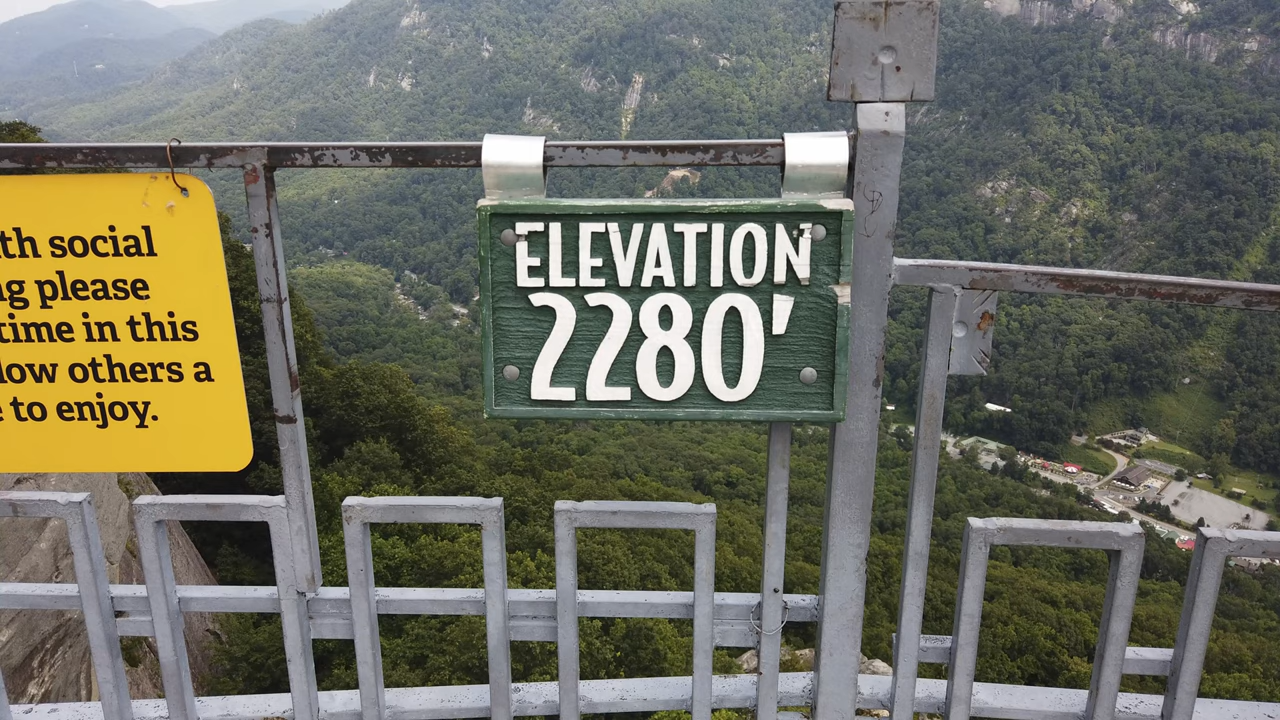 th social
g please
time in this
low others a
to enjoy.
ELEVATION
2280'